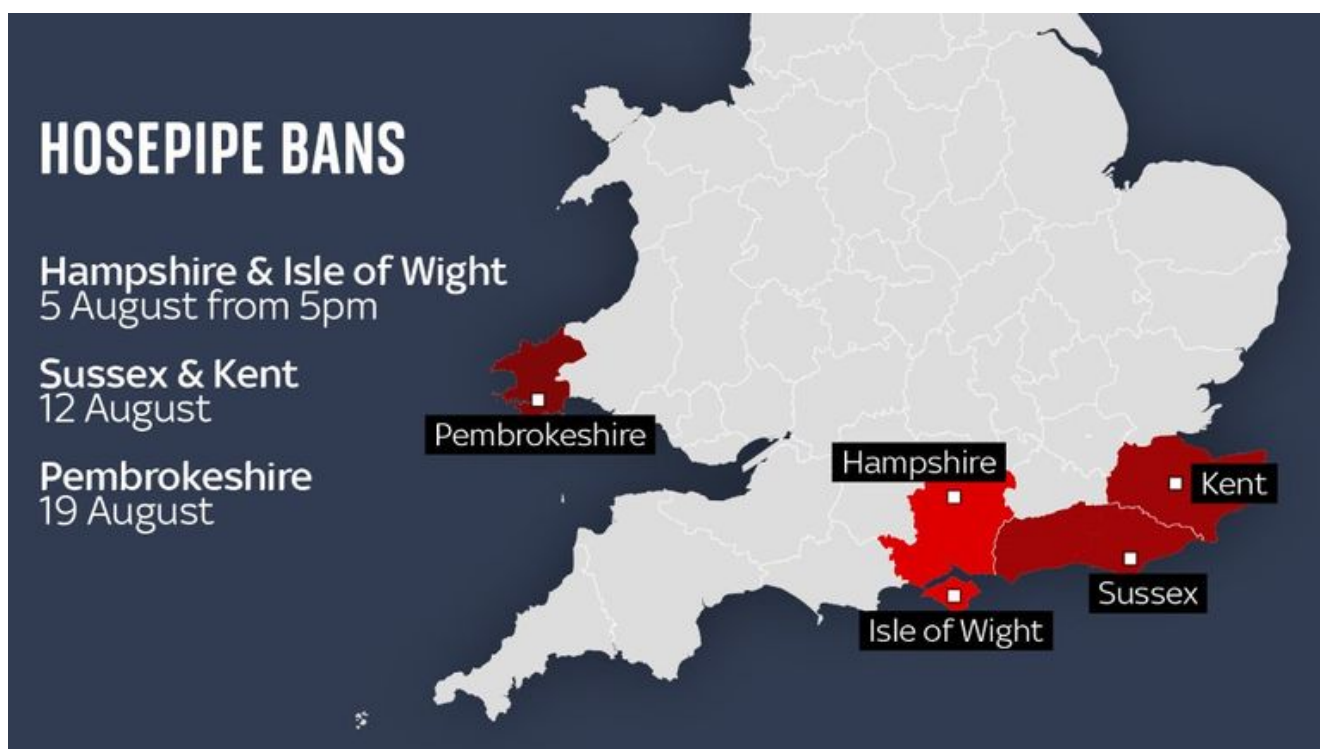 HOSEPIPE BANS
Hampshire & Isle of Wight
5 August from 5pm
Sussex & Kent
12 August
Pembrokeshire
19 August
Pembrokeshire
Hampshire
Kent
Sussex
Isle of Wight